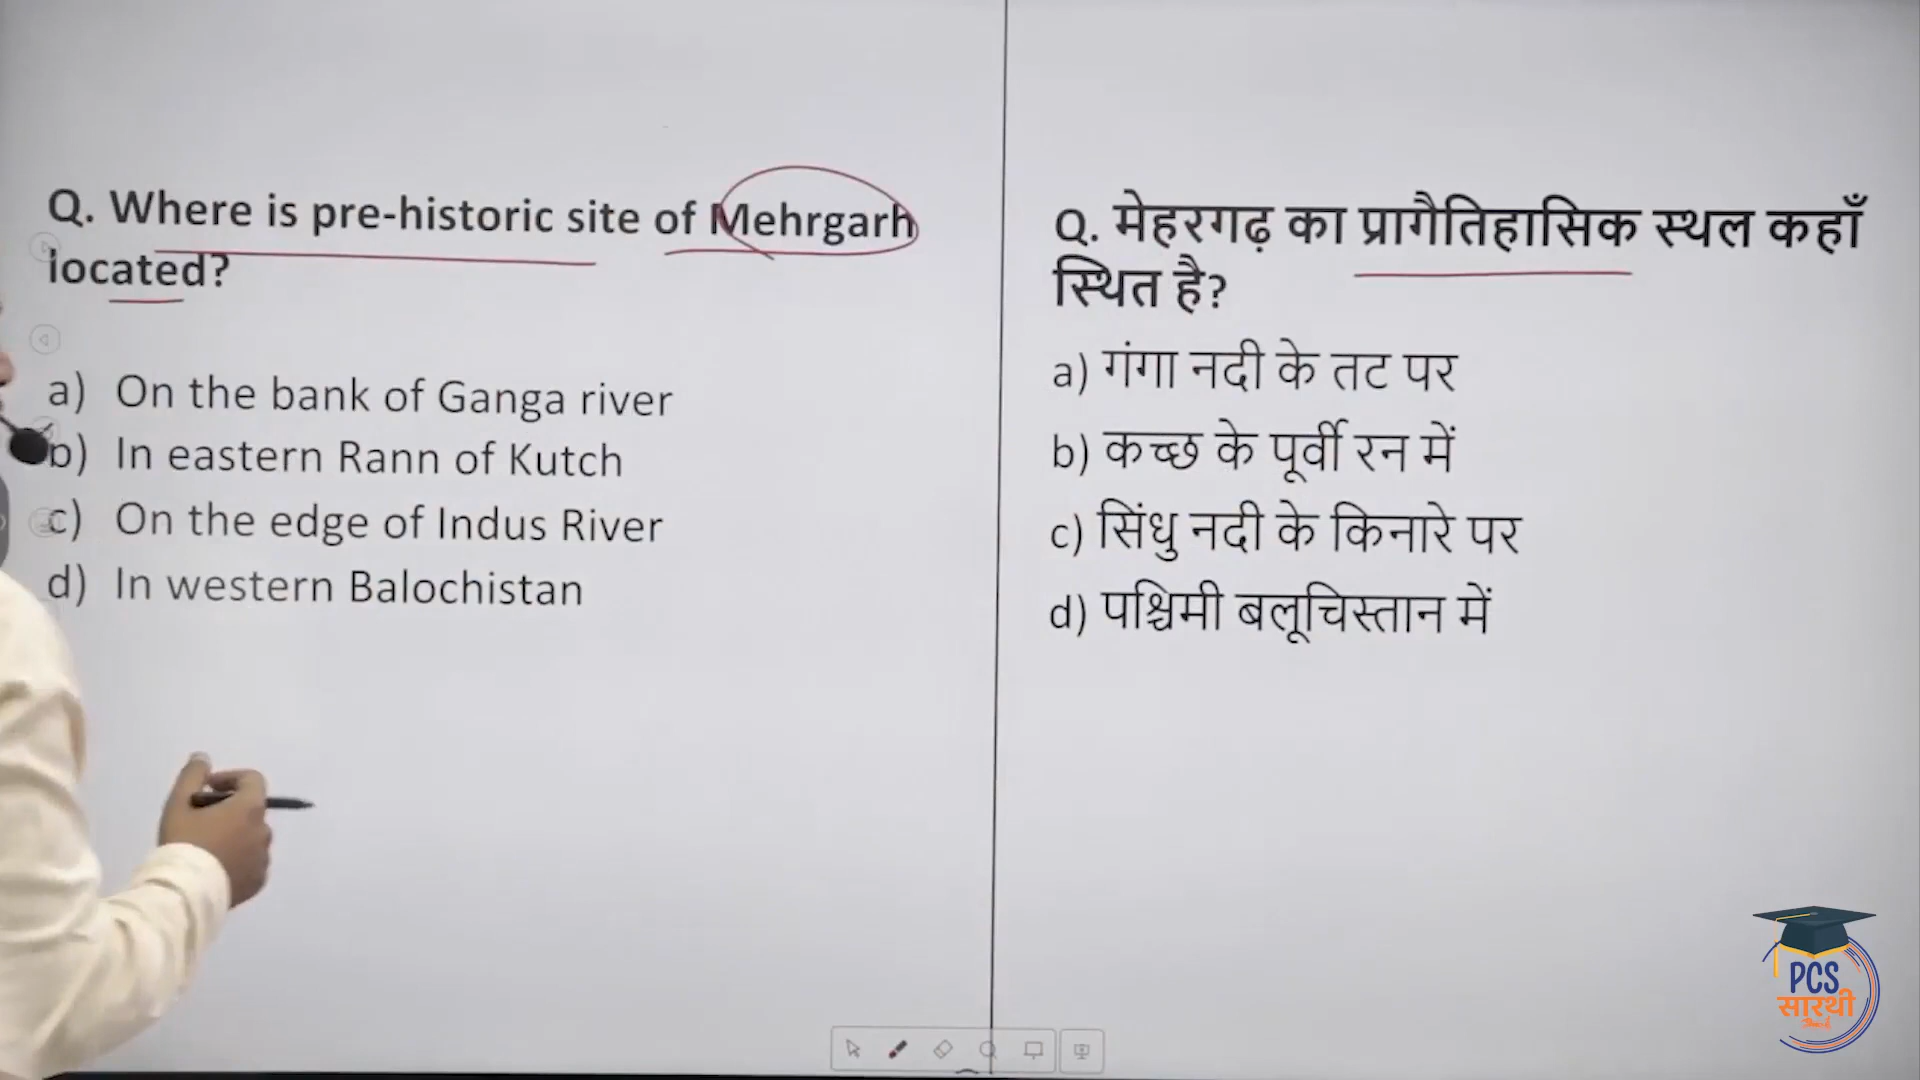 Q. Where is pre-historic site of Mehrgarh
located?
a) On the bank of Ganga river
b) In eastern Rann of Kutch
c) On the edge of Indus River
d) In western Balochistan
Q. मेहरगढ़ का प्रागैतिहासिक स्थल कहाँ
स्थित है?
a) गंगा नदी के तट पर
b) कच्छ के पूर्वी रन में
c) सिंधु नदी के किनारे पर
d) पश्चिमी बलूचिस्तान में
PCS
सारथी